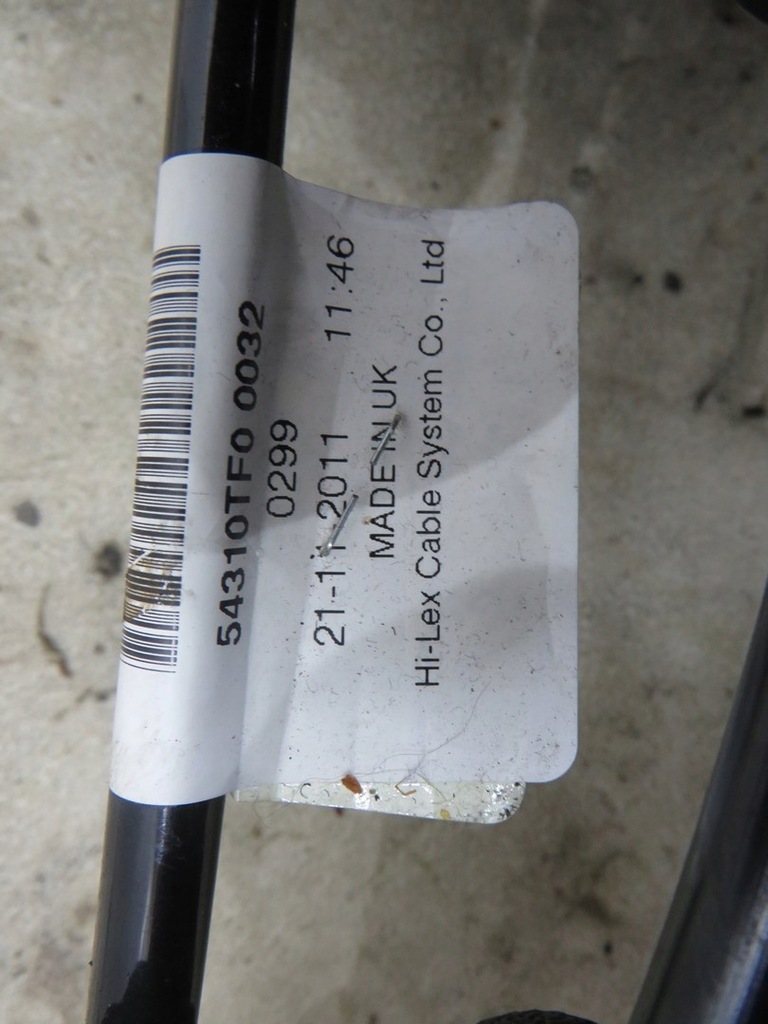 54310TF0 0032
0299
21-11-2011 11:46
MADE IN UK
Hi-Lex Cable System Co., Ltd